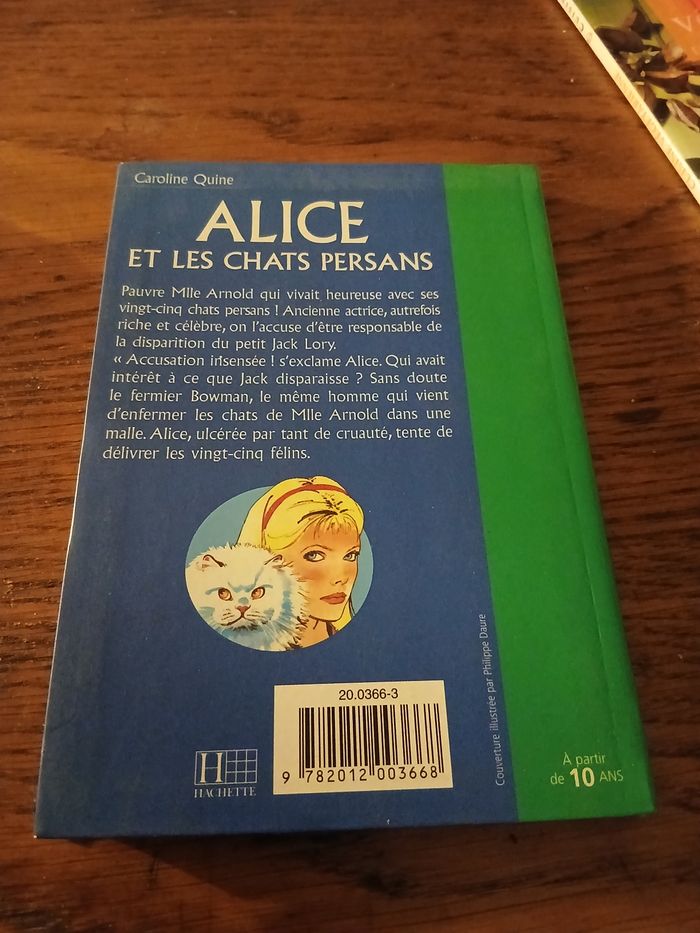 Caroline Quine
ALICE
ET LES CHATS PERSANS
Pauvre Mlle Arnold qui vivait heureuse avec ses
vingt-cinq chats persans ! Ancienne actrice, autrefois
riche et célèbre, on l'accuse d'être responsable de
la disparition du petit Jack Lory.
« Accusation insensée ! s'exclame Alice. Qui avait
intérêt à ce que Jack disparaisse ? Sans doute
le fermier Bowman, le même homme qui vient
d'enfermer les chats de Mlle Arnold dans une
malle. Alice, ulcérée par tant de cruauté, tente de
délivrer les vingt-cinq félins.
Couverture illustrée par Philippe Daure
20.0366-3
9 782012 003668
H
HACHETTE
À partir
de 10 ANS